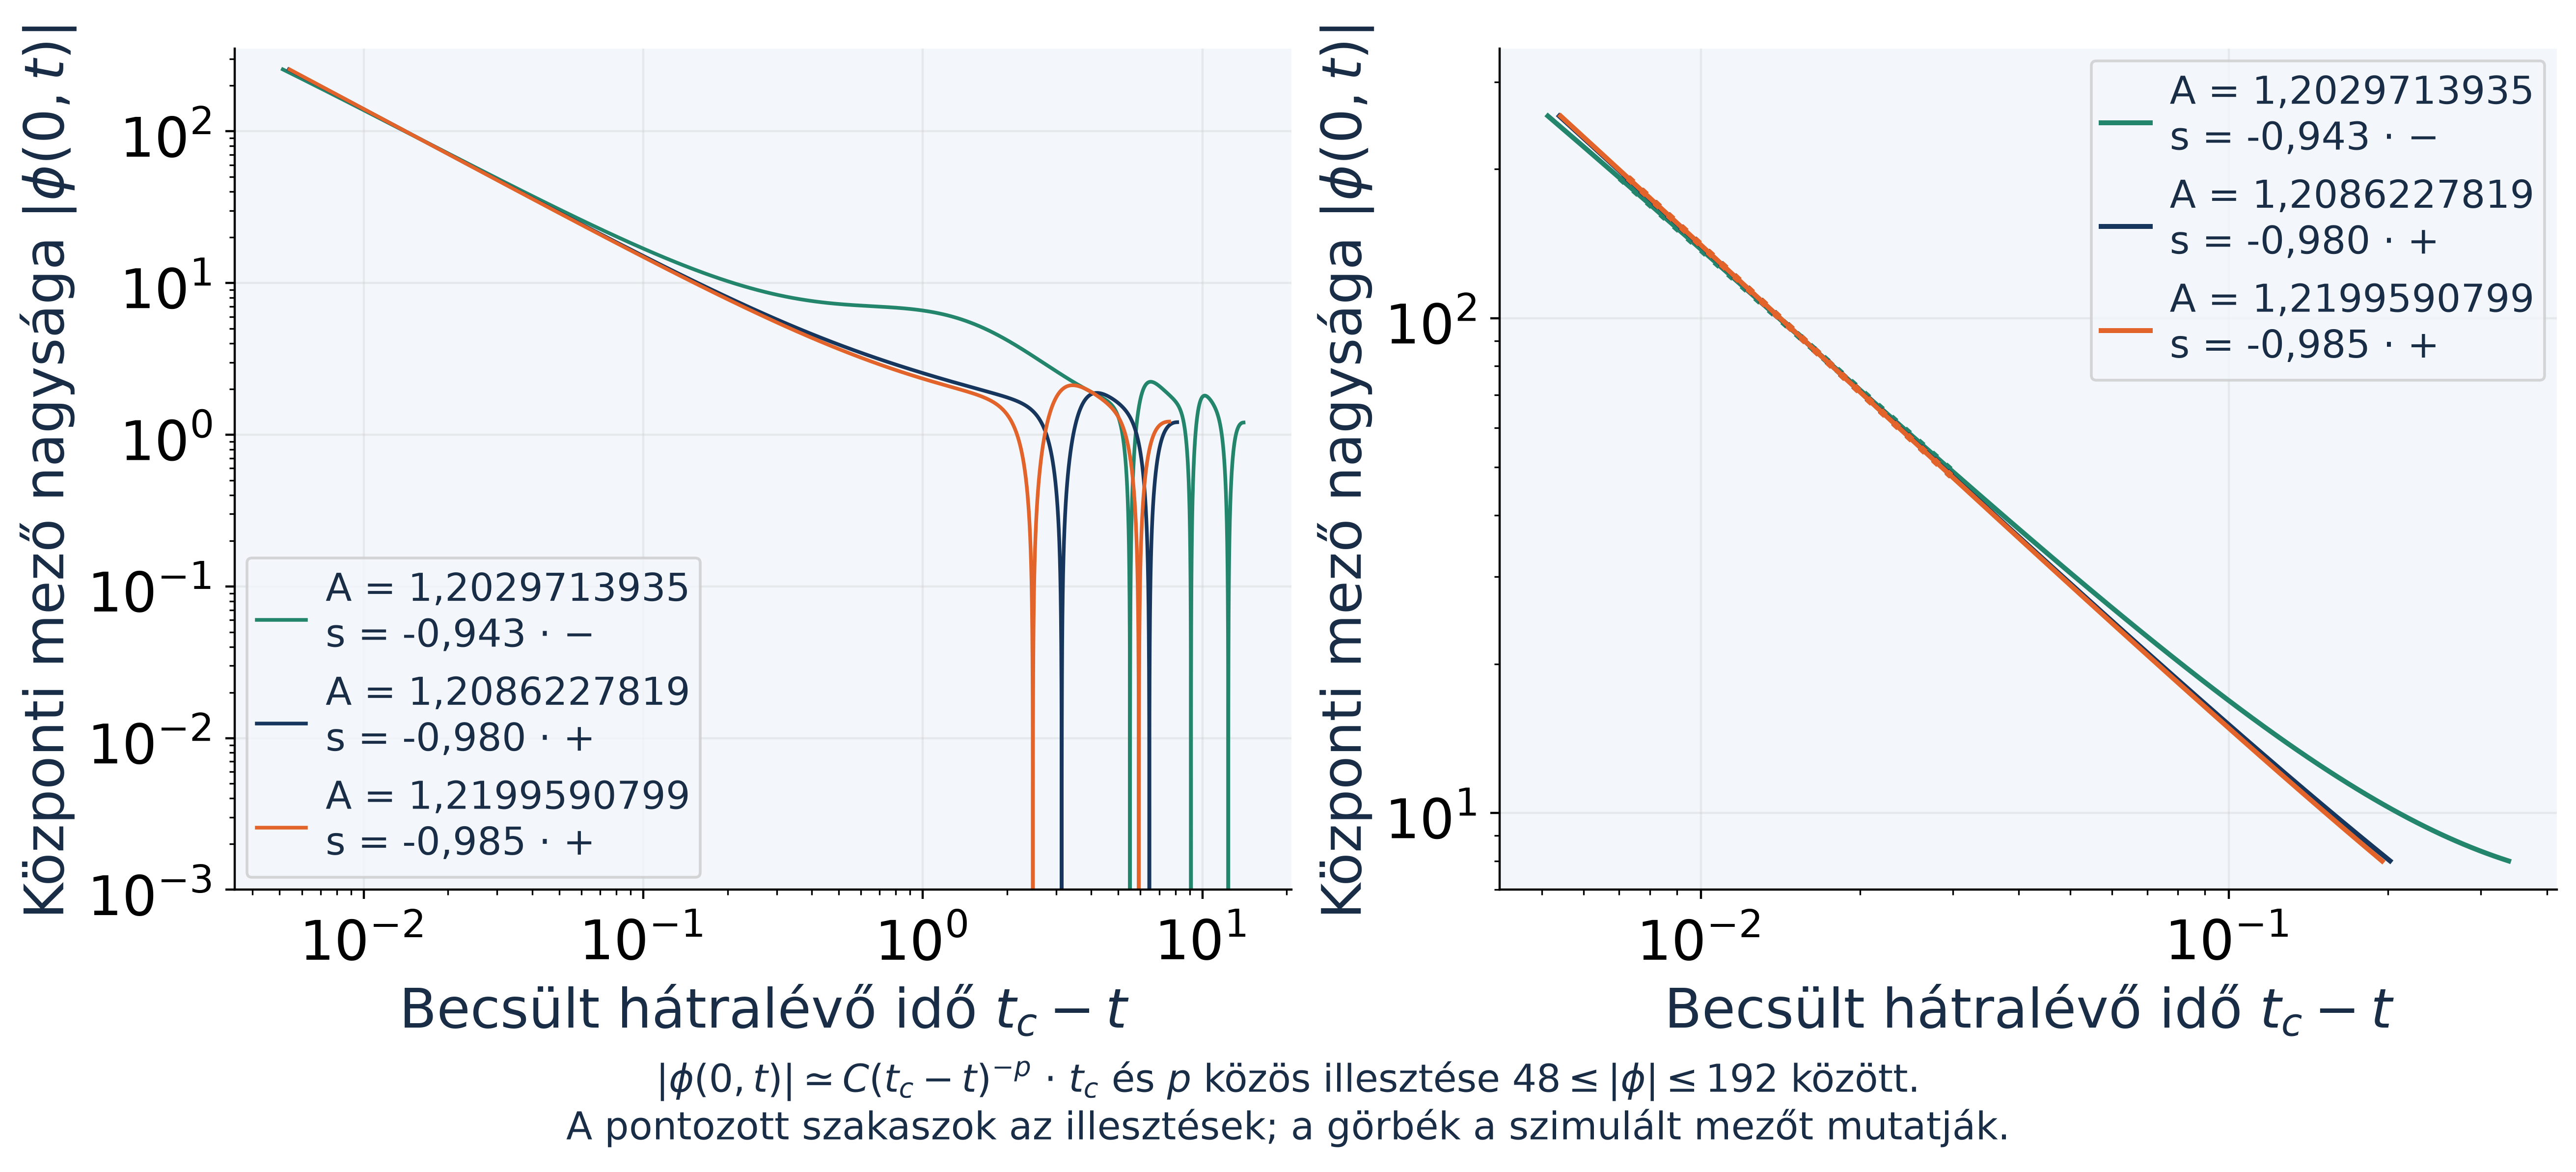 Központi mező nagysága |ϕ(0, t)|
10²
10¹
10⁰
10⁻¹
10⁻²
10⁻³
A = 1,2029713935
s = -0,943 · −
A = 1,2086227819
s = -0,980 · +
A = 1,2199590799
s = -0,985 · +
10⁻²
10⁻¹
10⁰
10¹
Becsült hátralévő idő t_c − t
Központi mező nagysága |ϕ(0, t)|
10²
10¹
A = 1,2029713935
s = -0,943 · −
A = 1,2086227819
s = -0,980 · +
A = 1,2199590799
s = -0,985 · +
10⁻²
10⁻¹
Becsült hátralévő idő t_c − t
|ϕ(0, t)| ≃ C(t_c − t)^{−p} · t_c és p közös illesztése 48 ≤ |ϕ| ≤ 192 között.
A pontozott szakaszok az illesztések; a görbék a szimulált mezőt mutatják.